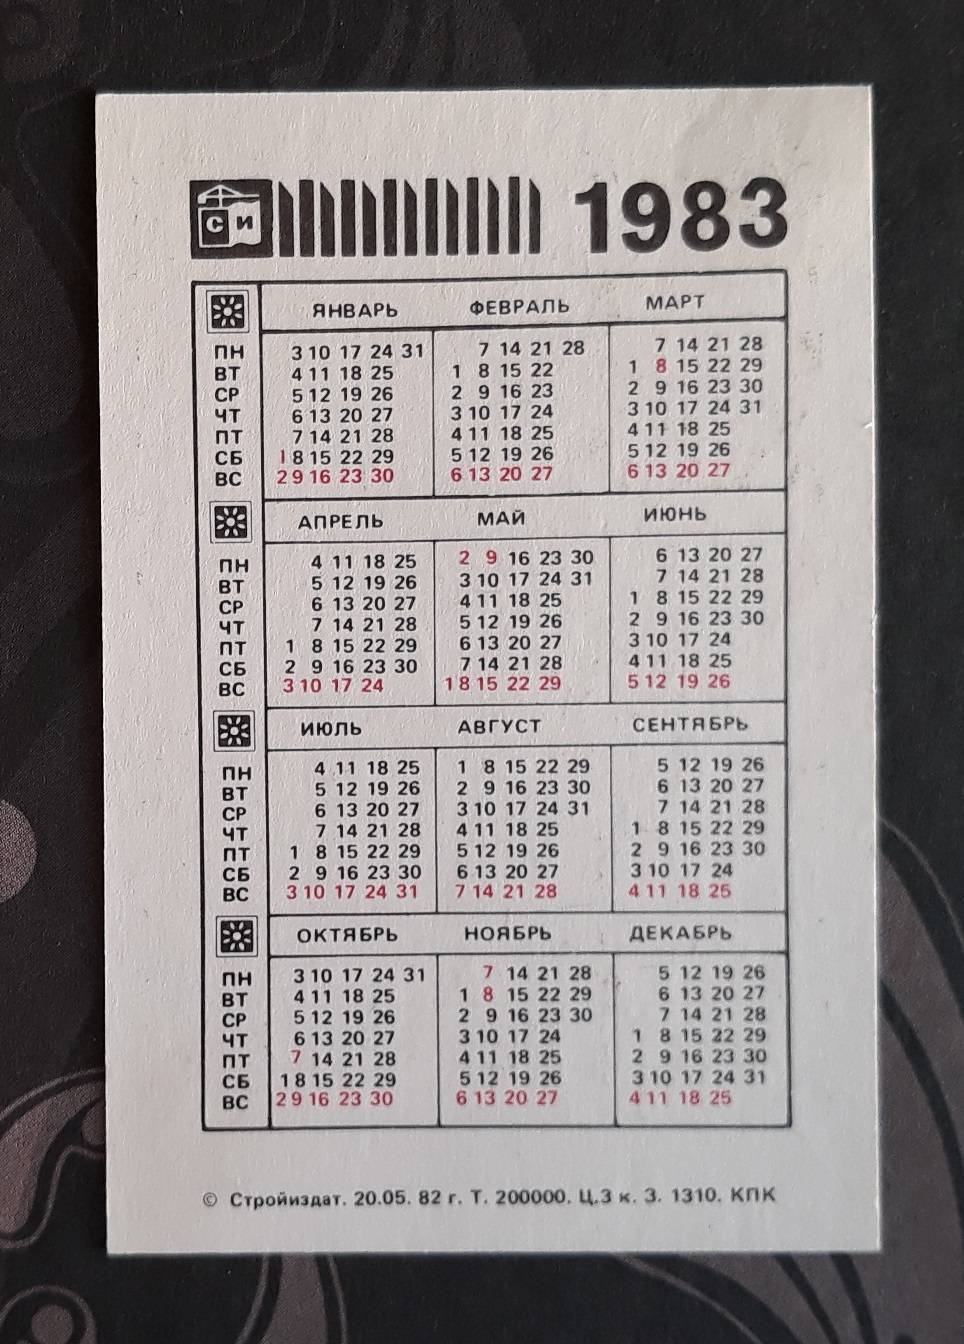 СИ 1983
ЯНВАРЬ ФЕВРАЛЬ МАРТ
ПН 3 10 17 24 31 7 14 21 28 7 14 21 28
ВТ 4 11 18 25 1 8 15 22 1 8 15 22 29
СР 5 12 19 26 2 9 16 23 2 9 16 23 30
ЧТ 6 13 20 27 3 10 17 24 3 10 17 24 31
ПТ 7 14 21 28 4 11 18 25 4 11 18 25
СБ 1 8 15 22 29 5 12 19 26 5 12 19 26
ВС 2 9 16 23 30 6 13 20 27 6 13 20 27
АПРЕЛЬ МАЙ ИЮНЬ
ПН 4 11 18 25 2 9 16 23 30 6 13 20 27
ВТ 5 12 19 26 3 10 17 24 31 7 14 21 28
СР 6 13 20 27 4 11 18 25 1 8 15 22 29
ЧТ 7 14 21 28 5 12 19 26 2 9 16 23 30
ПТ 1 8 15 22 29 6 13 20 27 3 10 17 24
СБ 2 9 16 23 30 7 14 21 28 4 11 18 25
ВС 3 10 17 24 1 8 15 22 29 5 12 19 26
ИЮЛЬ АВГУСТ СЕНТЯБРЬ
ПН 4 11 18 25 1 8 15 22 29 5 12 19 26
ВТ 5 12 19 26 2 9 16 23 30 6 13 20 27
СР 6 13 20 27 3 10 17 24 31 7 14 21 28
ЧТ 7 14 21 28 4 11 18 25 1 8 15 22 29
ПТ 1 8 15 22 29 5 12 19 26 2 9 16 23 30
СБ 2 9 16 23 30 6 13 20 27 3 10 17 24
ВС 3 10 17 24 31 7 14 21 28 4 11 18 25
ОКТЯБРЬ НОЯБРЬ ДЕКАБРЬ
ПН 3 10 17 24 31 7 14 21 28 5 12 19 26
ВТ 4 11 18 25 1 8 15 22 29 6 13 20 27
СР 5 12 19 26 2 9 16 23 30 7 14 21 28
ЧТ 6 13 20 27 3 10 17 24 1 8 15 22 29
ПТ 7 14 21 28 4 11 18 25 2 9 16 23 30
СБ 1 8 15 22 29 5 12 19 26 3 10 17 24 31
ВС 2 9 16 23 30 6 13 20 27 4 11 18 25
© Стройиздат. 20.05. 82 г. Т. 200000. Ц.3 к. З. 1310. КПК